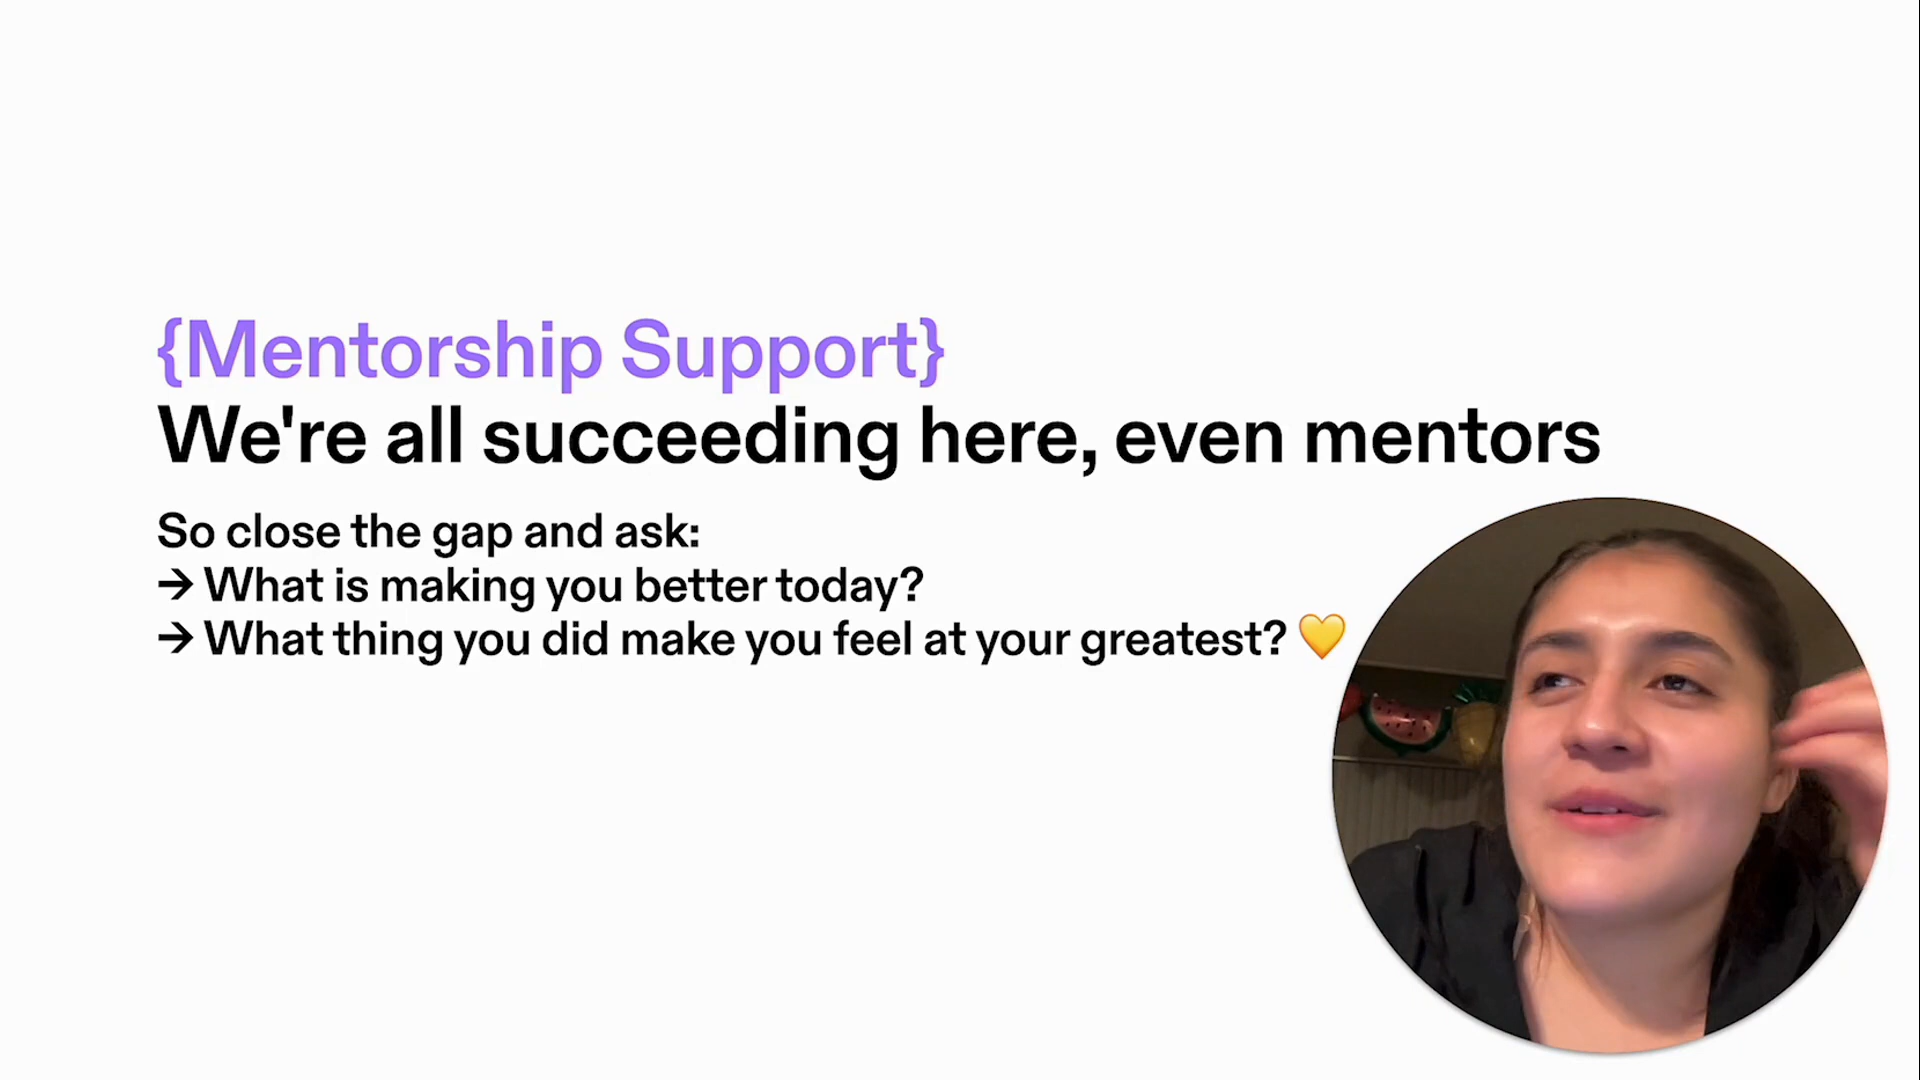 {Mentorship Support}
We're all succeeding here, even mentors
So close the gap and ask:
→ What is making you better today?
→ What thing you did make you feel at your greatest? 💛